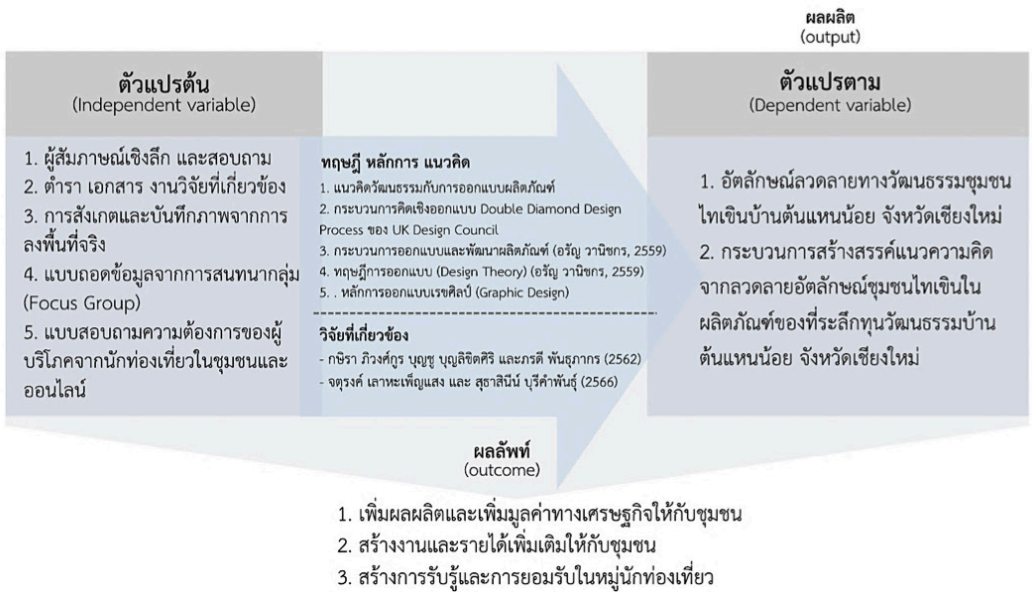 ผลผลิต
(output)
ตัวแปรต้น
(Independent variable)
1. ผู้สัมภาษณ์เชิงลึก และสอบถาม
2. ตำรา เอกสาร งานวิจัยที่เกี่ยวข้อง
3. การสังเกตและบันทึกภาพจากการ
ลงพื้นที่จริง
4. แบบถอดข้อมูลจากการสนทนากลุ่ม
(Focus Group)
5. แบบสอบถามความต้องการของผู้
บริโภคจากนักท่องเที่ยวในชุมชนและ
ออนไลน์
ทฤษฎี หลักการ แนวคิด
1. แนวคิดวัฒนธรรมกับการออกแบบผลิตภัณฑ์
2. กระบวนการคิดเชิงออกแบบ Double Diamond Design
Process ของ UK Design Council
3. กระบวนการออกแบบและพัฒนาผลิตภัณฑ์ (อรัญ วานิชกร, 2559)
4. ทฤษฎีการออกแบบ (Design Theory) (อรัญ วานิชกร, 2559)
5. . หลักการออกแบบเรขศิลป์ (Graphic Design)
วิจัยที่เกี่ยวข้อง
- กษิรา ภิวงศ์กูร บุญชู บุญลิขิตศิริ และภรดี พันธุภากร (2562)
- จตุรงค์ เลาหะเพ็ญแสง และ สุธาสินีน์ บุรีคำพันธุ์ (2566)
ตัวแปรตาม
(Dependent variable)
1. อัตลักษณ์ลวดลายทางวัฒนธรรมชุมชน
ไทเขินบ้านต้นแหนน้อย จังหวัดเชียงใหม่
2. กระบวนการสร้างสรรค์แนวความคิด
จากลวดลายอัตลักษณ์ชุมชนไทเขินใน
ผลิตภัณฑ์ของที่ระลึกทุนวัฒนธรรมบ้าน
ต้นแหนน้อย จังหวัดเชียงใหม่
ผลลัพท์
(outcome)
1. เพิ่มผลผลิตและเพิ่มมูลค่าทางเศรษฐกิจให้กับชุมชน
2. สร้างงานและรายได้เพิ่มเติมให้กับชุมชน
3. สร้างการรับรู้และการยอมรับในหมู่นักท่องเที่ยว